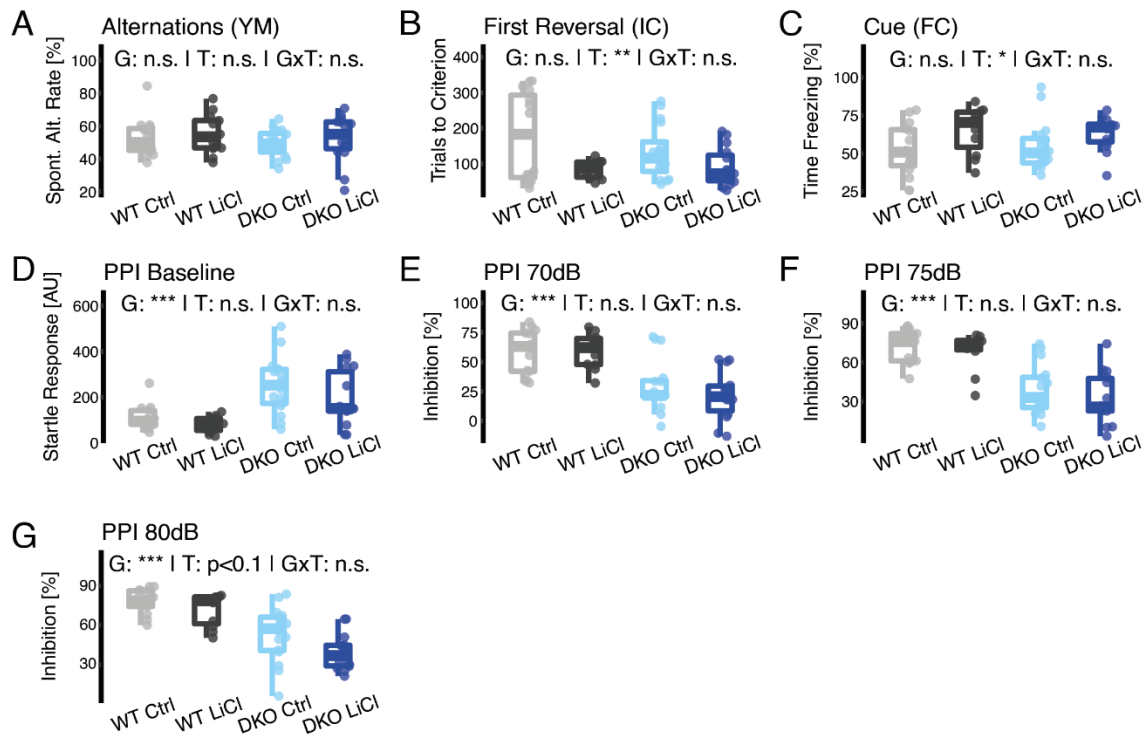 A Alternations (YM)
G: n.s. | T: n.s. | GxT: n.s.
Spont. Alt. Rate [%]
100
80
60
40
20
WT Ctrl WT LiCl DKO Ctrl DKO LiCl
B First Reversal (IC)
G: n.s. | T: ** | GxT: n.s.
Trials to Criterion
400
300
200
100
WT Ctrl WT LiCl DKO Ctrl DKO LiCl
C Cue (FC)
G: n.s. | T: * | GxT: n.s.
Time Freezing [%]
100
75
50
25
WT Ctrl WT LiCl DKO Ctrl DKO LiCl
D PPI Baseline
G: *** | T: n.s. | GxT: n.s.
Startle Response [AU]
600
400
200
0
WT Ctrl WT LiCl DKO Ctrl DKO LiCl
E PPI 70dB
G: *** | T: n.s. | GxT: n.s.
Inhibition [%]
100
75
50
25
0
WT Ctrl WT LiCl DKO Ctrl DKO LiCl
F PPI 75dB
G: *** | T: n.s. | GxT: n.s.
Inhibition [%]
90
60
30
WT Ctrl WT LiCl DKO Ctrl DKO LiCl
G PPI 80dB
G: *** | T: p<0.1 | GxT: n.s.
Inhibition [%]
90
60
30
WT Ctrl WT LiCl DKO Ctrl DKO LiCl